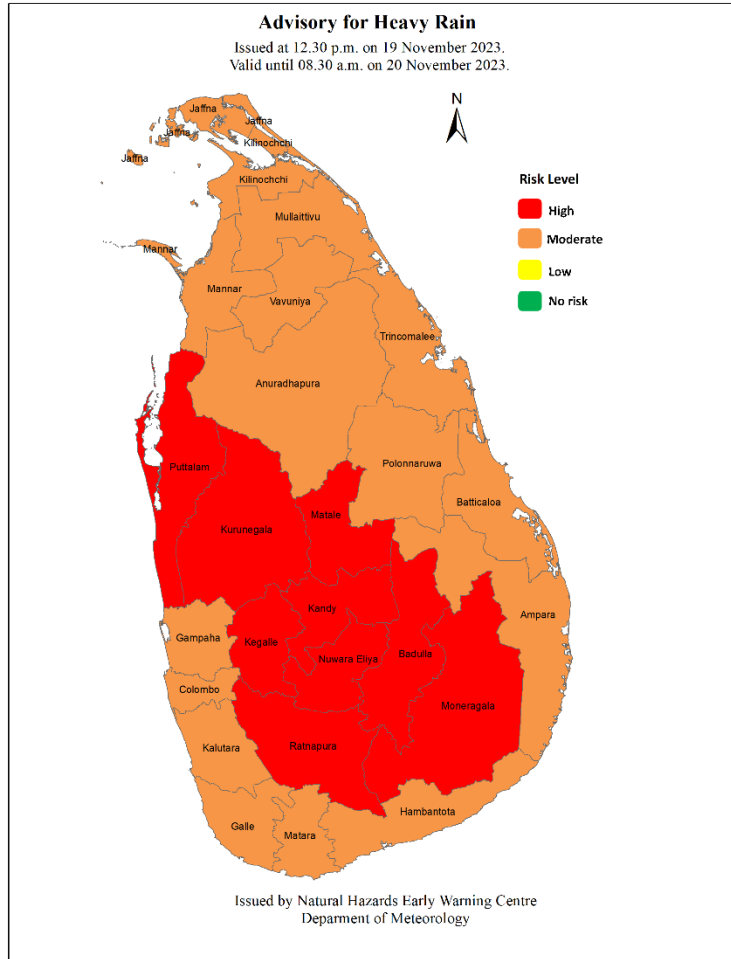 Advisory for Heavy Rain
Issued at 12.30 p.m. on 19 November 2023.
Valid until 08.30 a.m. on 20 November 2023.
N
Jaffna
Jaffna
Jaffna
Kilinochchi
Jaffna
Kilinochchi
Mullaittivu
Mannar
Mannar
Vavuniya
Trincomalee
Anuradhapura
Polonnaruwa
Puttalam
Batticaloa
Matale
Kurunegala
Kandy
Ampara
Gampaha
Kegalle
Nuwara Eliya
Badulla
Colombo
Moneragala
Kalutara
Ratnapura
Hambantota
Galle
Matara
Risk Level
High
Moderate
Low
No risk
Issued by Natural Hazards Early Warning Centre
Deparment of Meteorology